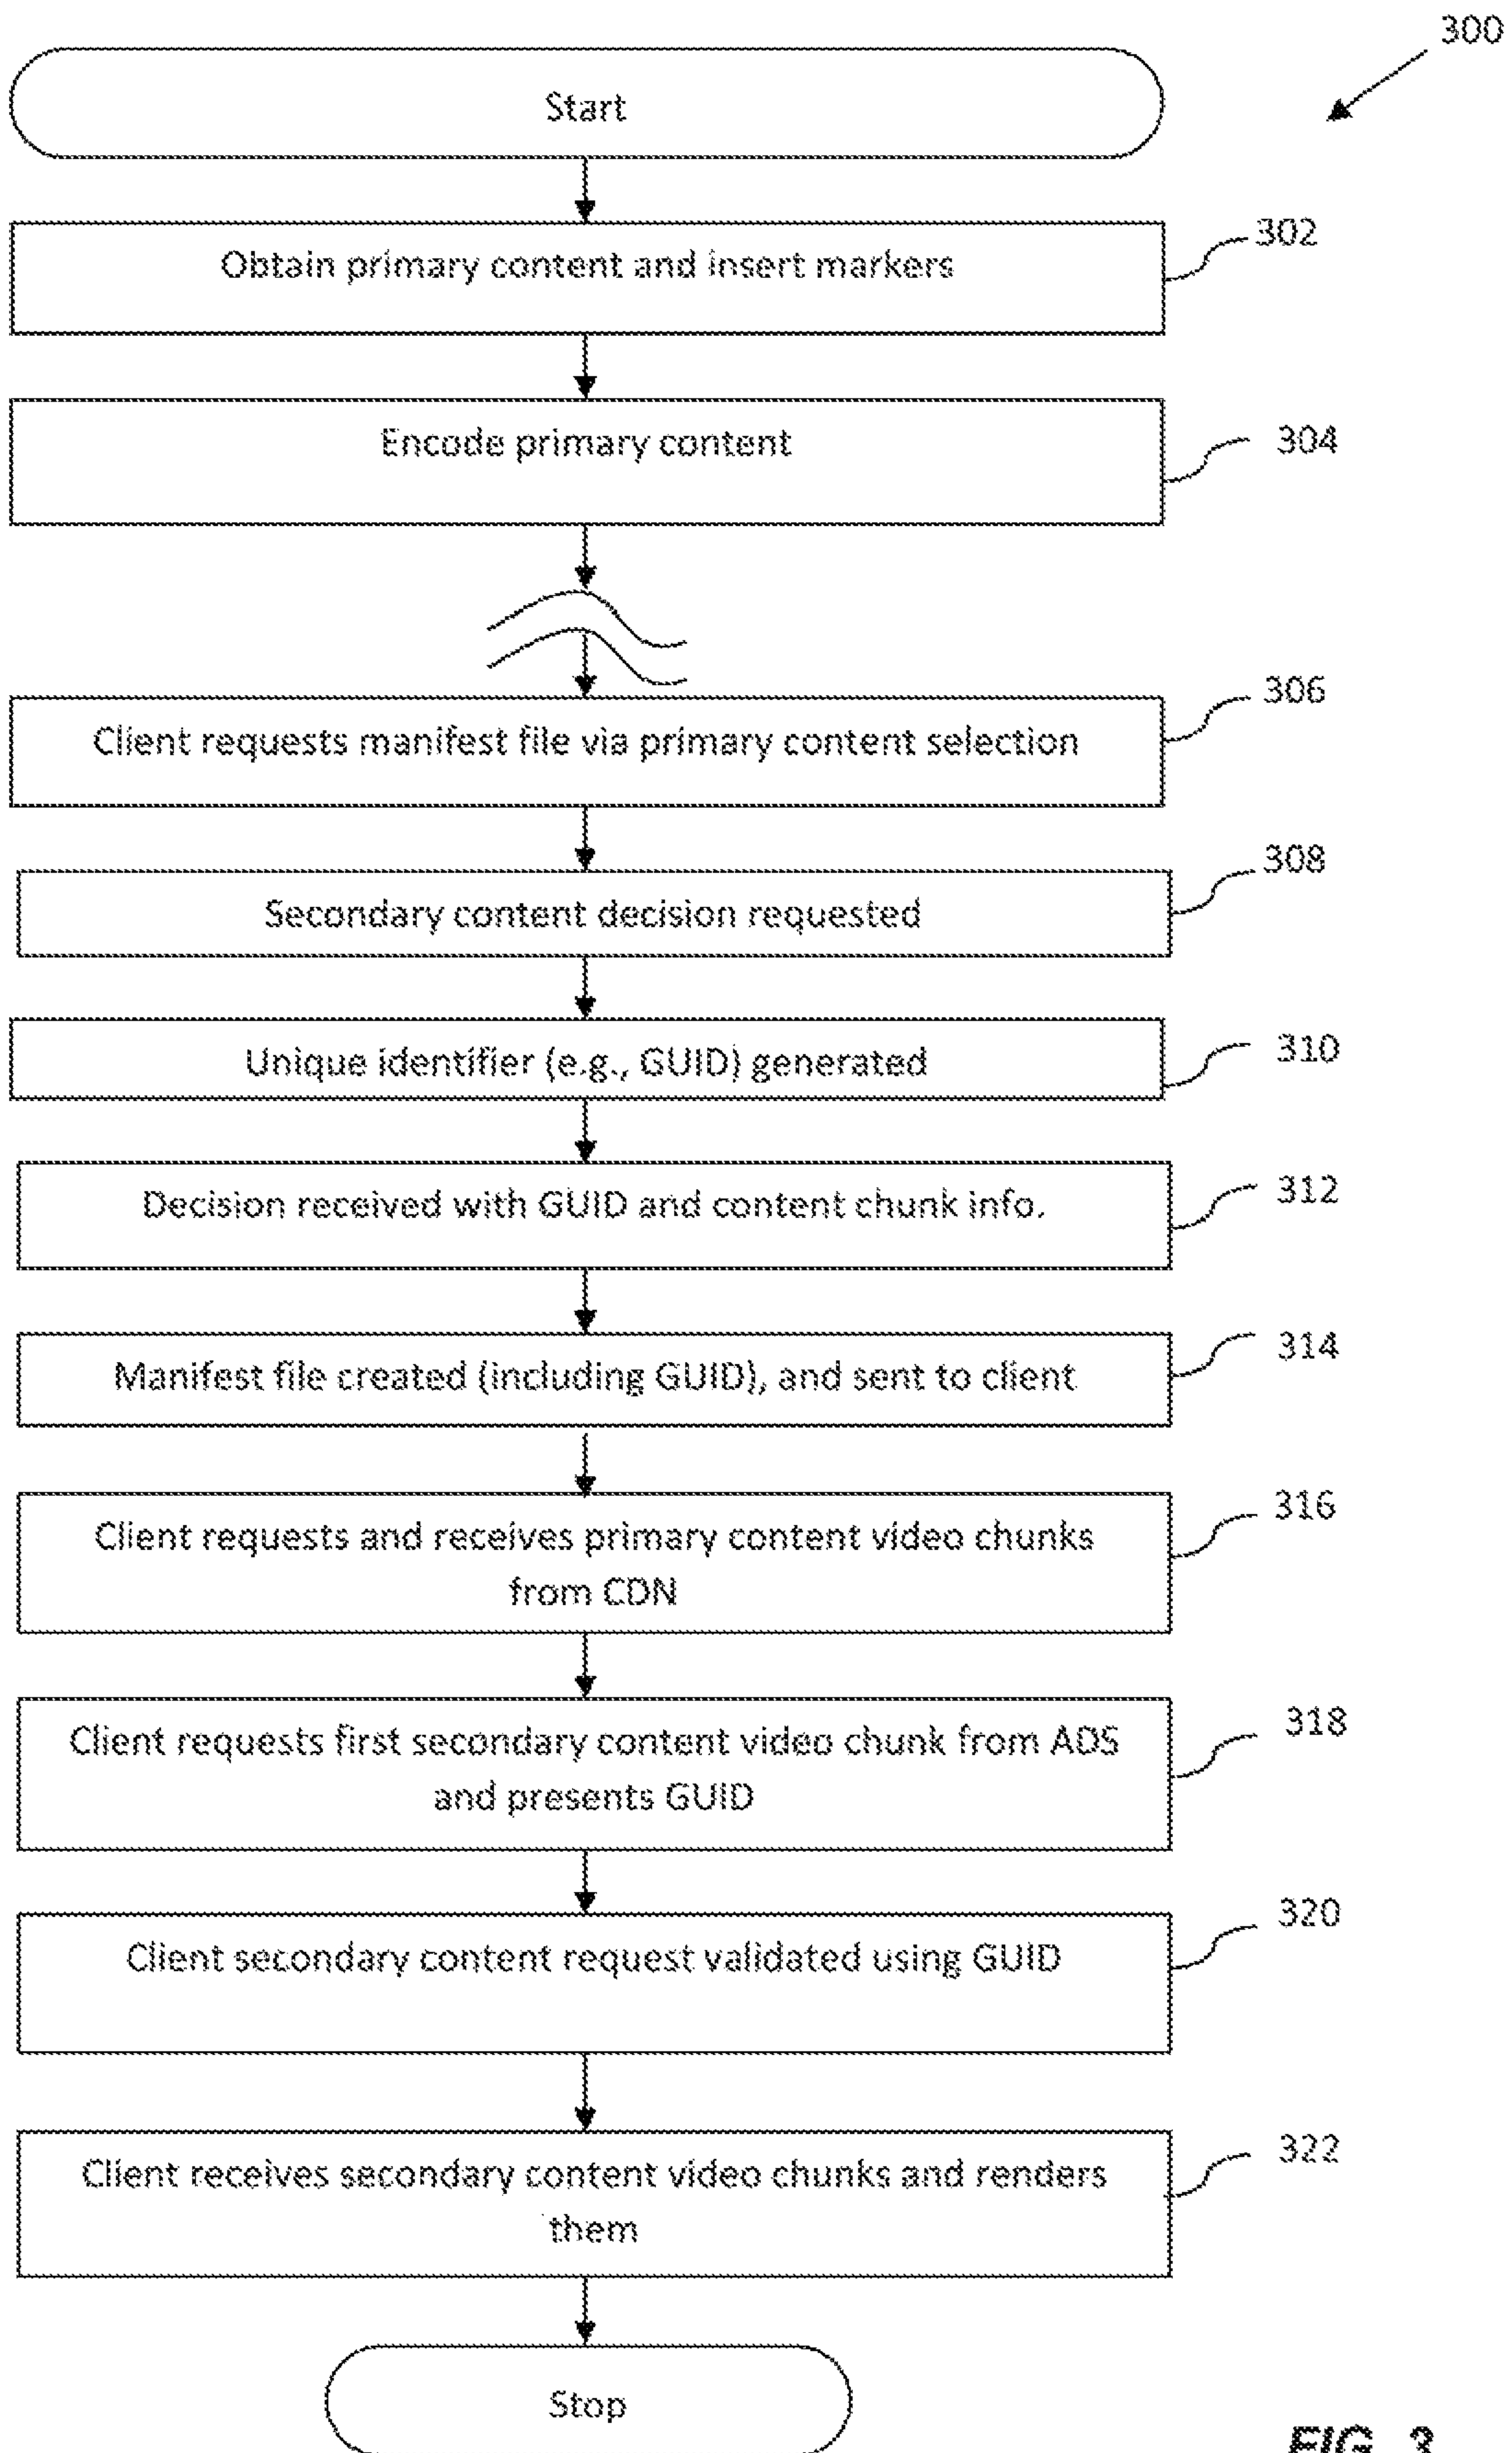 300
Start
Obtain primary content and insert markers
302
Encode primary content
304
Client requests manifest file via primary content selection
306
Secondary content decision requested
308
Unique identifier (e.g., GUID) generated
310
Decision received with GUID and content chunk info.
312
Manifest file created (including GUID), and sent to client
314
Client requests and receives primary content video chunks
from CDN
316
Client requests first secondary content video chunk from ADS
and presents GUID
318
Client secondary content request validated using GUID
320
Client receives secondary content video chunks and renders
them
322
Stop
FIG. 3